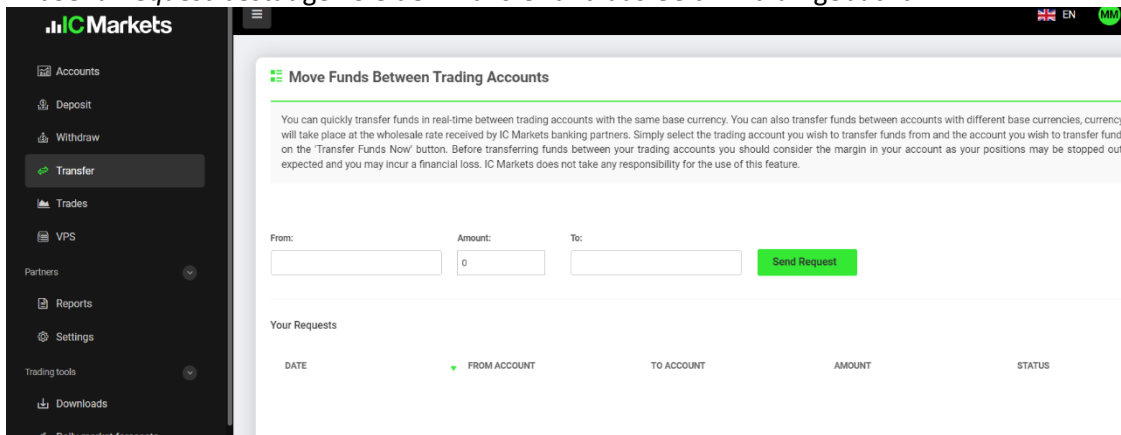 IC Markets
EN
MM
Accounts
Deposit
Withdraw
Transfer
Trades
VPS
Partners
Reports
Settings
Trading tools
Downloads
Move Funds Between Trading Accounts
You can quickly transfer funds in real-time between trading accounts with the same base currency. You can also transfer funds between accounts with different base currencies, currency
will take place at the wholesale rate received by IC Markets banking partners. Simply select the trading account you wish to transfer funds from and the account you wish to transfer fund
on the 'Transfer Funds Now' button. Before transferring funds between your trading accounts you should consider the margin in your account as your positions may be stopped out
expected and you may incur a financial loss. IC Markets does not take any responsibility for the use of this feature.
From:
Amount:
To:
0
Send Request
Your Requests
DATE FROM ACCOUNT TO ACCOUNT AMOUNT STATUS